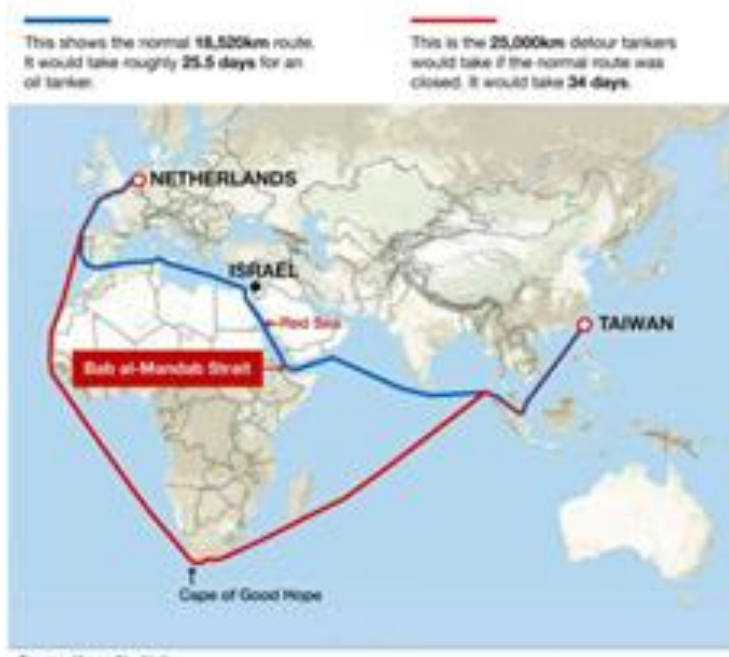 This shows the normal 18,520km route.
It would take roughly 25.5 days for an
oil tanker.
This is the 25,000km detour tankers
would take if the normal route was
closed. It would take 34 days.
NETHERLANDS
ISRAEL
Red Sea
TAIWAN
Bab al-Mandab Strait
Cape of Good Hope